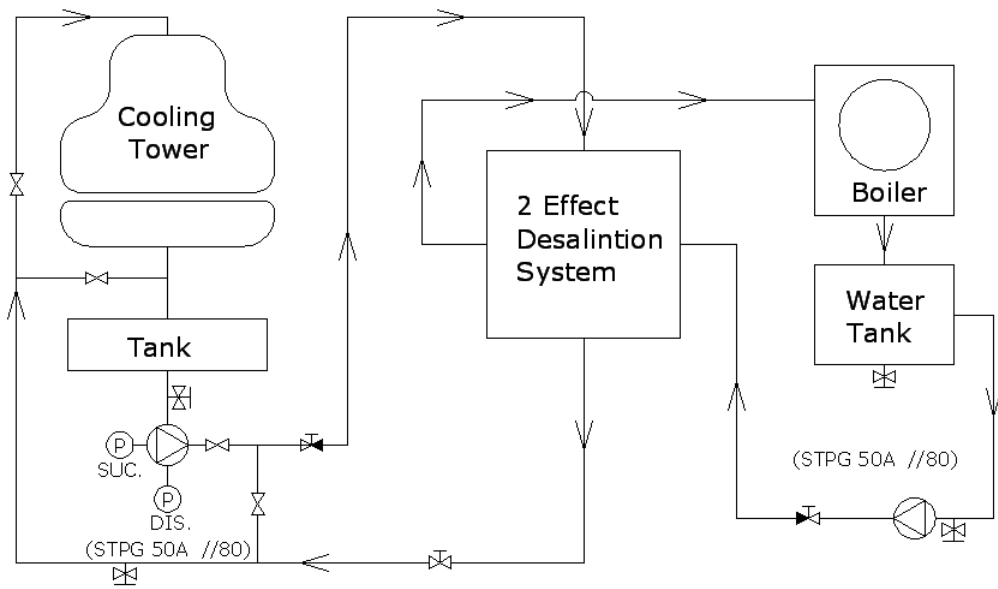 Cooling
Tower
Tank
P
SUC.
P
DIS.
(STPG 50A //80)
2 Effect
Desalintion
System
Boiler
Water
Tank
(STPG 50A //80)